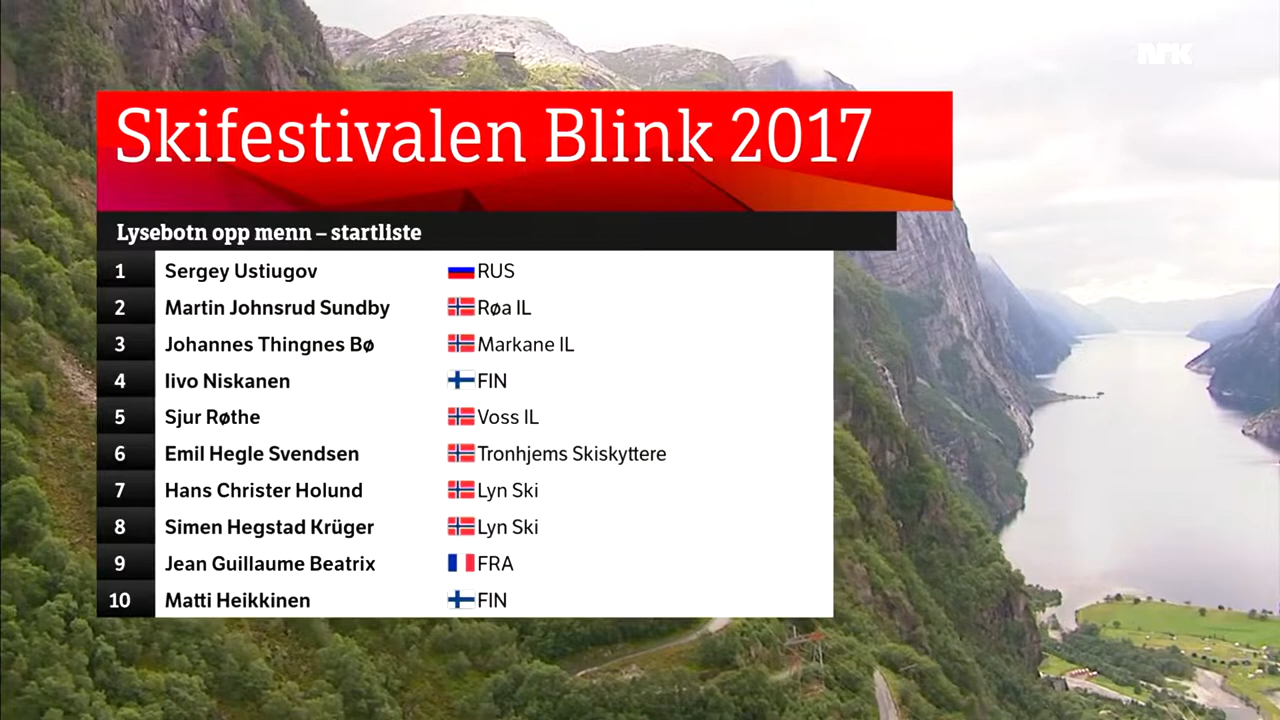 NRK
Skifestivalen Blink 2017
Lysebotn opp menn – startliste
1 Sergey Ustiugov RUS
2 Martin Johnsrud Sundby Røa IL
3 Johannes Thingnes Bø Markane IL
4 Iivo Niskanen FIN
5 Sjur Røthe Voss IL
6 Emil Hegle Svendsen Tronhjems Skiskyttere
7 Hans Christer Holund Lyn Ski
8 Simen Hegstad Krüger Lyn Ski
9 Jean Guillaume Beatrix FRA
10 Matti Heikkinen FIN